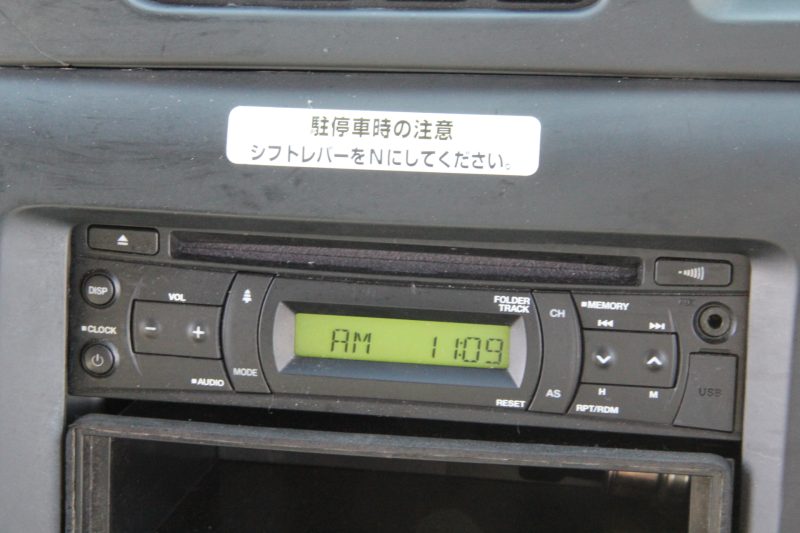 駐停車時の注意
シフトレバーをNにしてください。
DISP
VOL
CLOCK
AUDIO
MODE
FOLDER
TRACK
AM 11:09
RESET
CH
AS
MEMORY
H M
RPT/RDM
AUX
USB